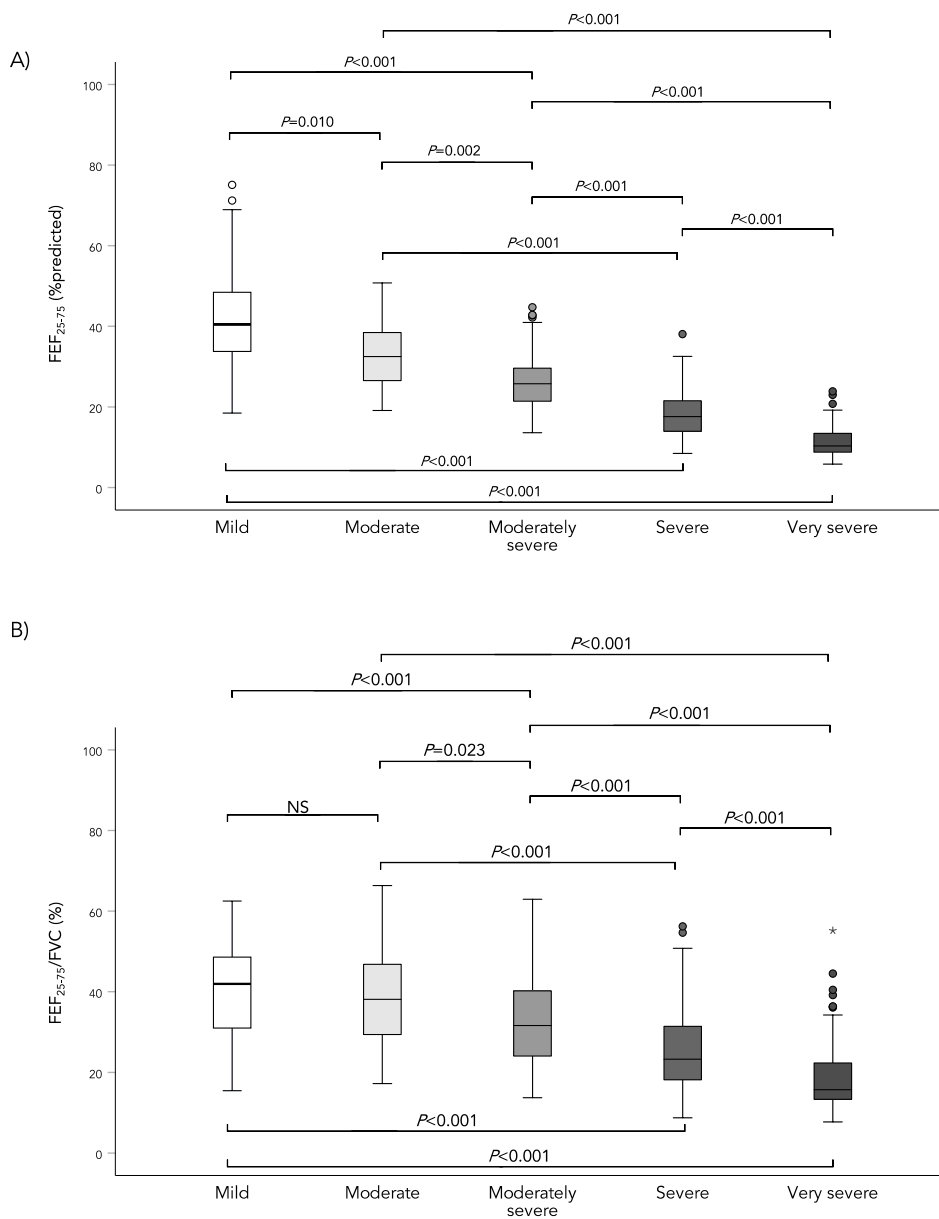 P<0.001
A)
P<0.001
100
P<0.001
P=0.010
P=0.002
80
P<0.001
P<0.001
P<0.001
60
FEF25-75 (%predicted)
40
20
P<0.001
0
P<0.001
Mild Moderate Moderately severe Severe Very severe
B)
P<0.001
P<0.001
P<0.001
100
P=0.023
P<0.001
NS
80
P<0.001
P<0.001
60
FEF25-75/FVC (%)
*
40
20
P<0.001
0
P<0.001
Mild Moderate Moderately severe Severe Very severe